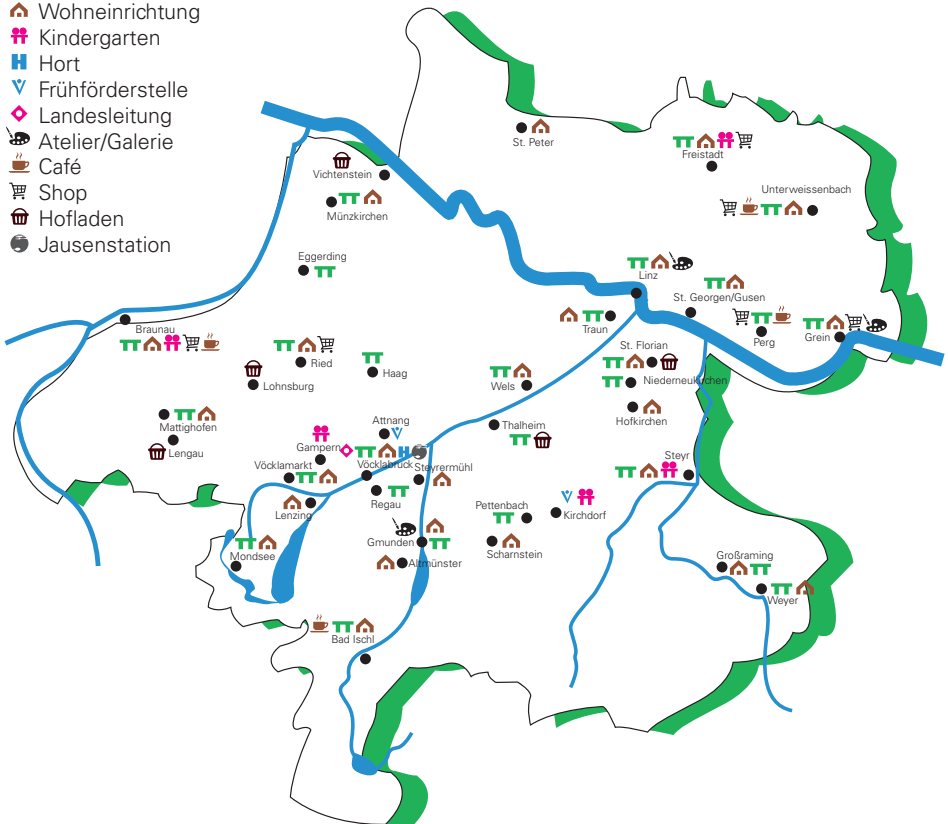 Wohneinrichtung
Kindergarten
Hort
Frühförderstelle
Landesleitung
Atelier/Galerie
Café
Shop
Hofladen
Jausenstation
St. Peter
Freistadt
Vichtenstein
Unterweissenbach
Münzkirchen
Eggerding
Linz
St. Georgen/Gusen
Braunau
Traun
Perg
Grein
St. Florian
Ried
Haag
Lohnsburg
Wels
Niederneukuchen
Hofkirchen
Mattighofen
Attnang
Thalheim
Lengau
Gampern
Vöcklabruck
Steyrermühl
Steyr
Vöcklamarkt
Regau
Pettenbach
Kirchdorf
Lenzing
Gmunden
Scharnstein
Mondsee
Altmünster
Großraming
Weyer
Bad Ischl